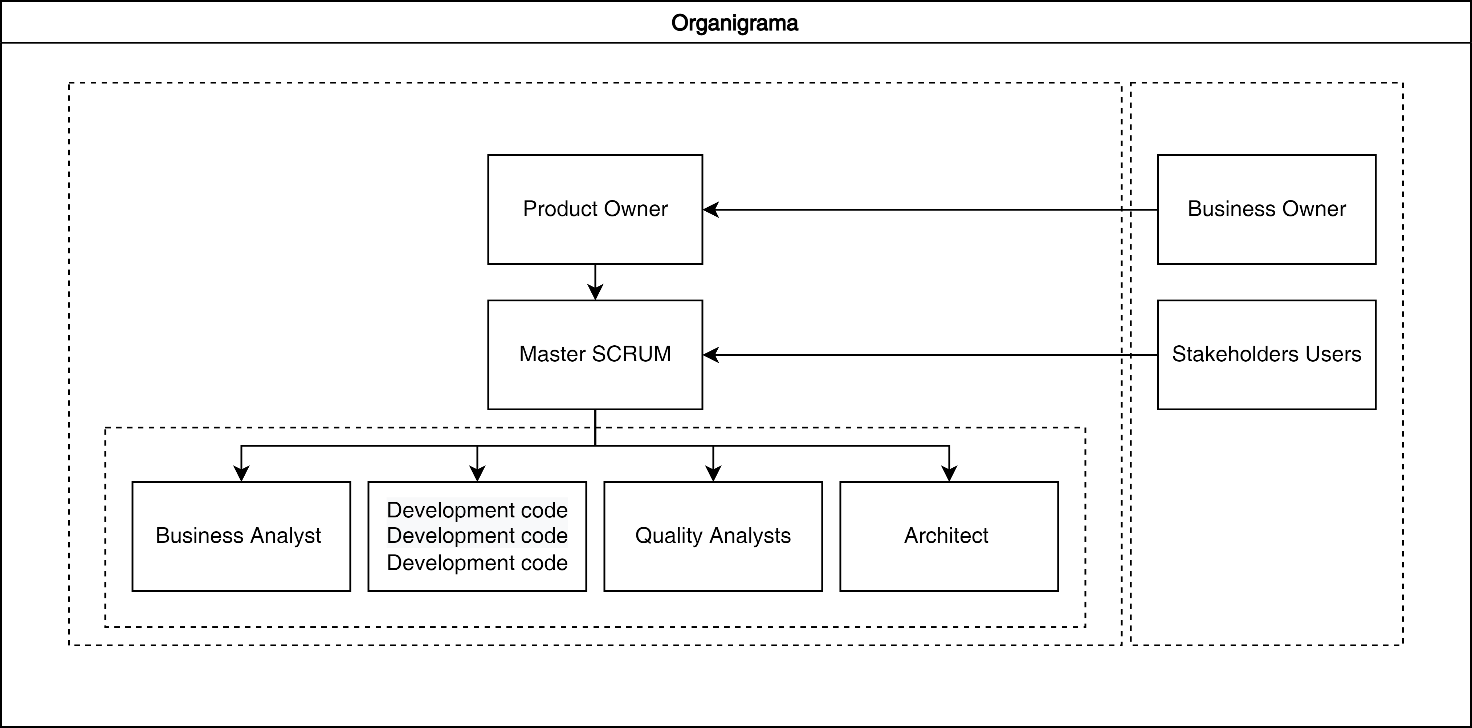 Organigrama
Product Owner
Business Owner
Master SCRUM
Stakeholders Users
Business Analyst
Development code
Development code
Development code
Quality Analysts
Architect